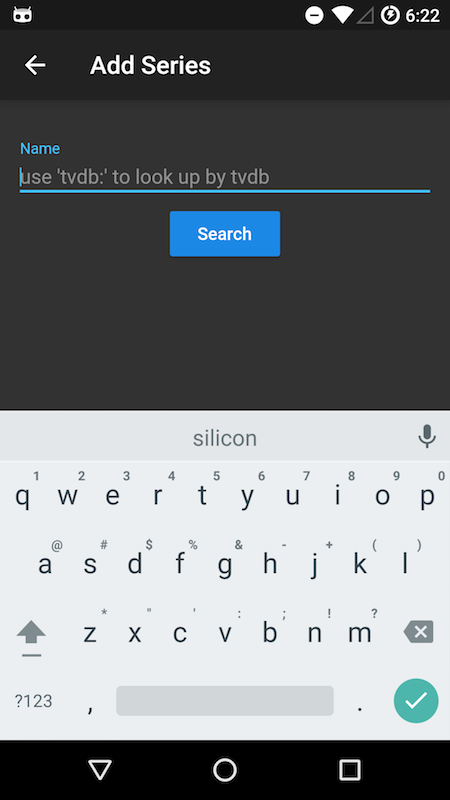 6:22
Add Series
Name
use 'tvdb:' to look up by tvdb
Search
silicon
1 2 3 4 5 6 7 8 9 0
q w e r t y u i o p
@ # $ % & - + ( )
a s d f g h j k l
* " ' : ; ! ?
z x c v b n m
?123 , .